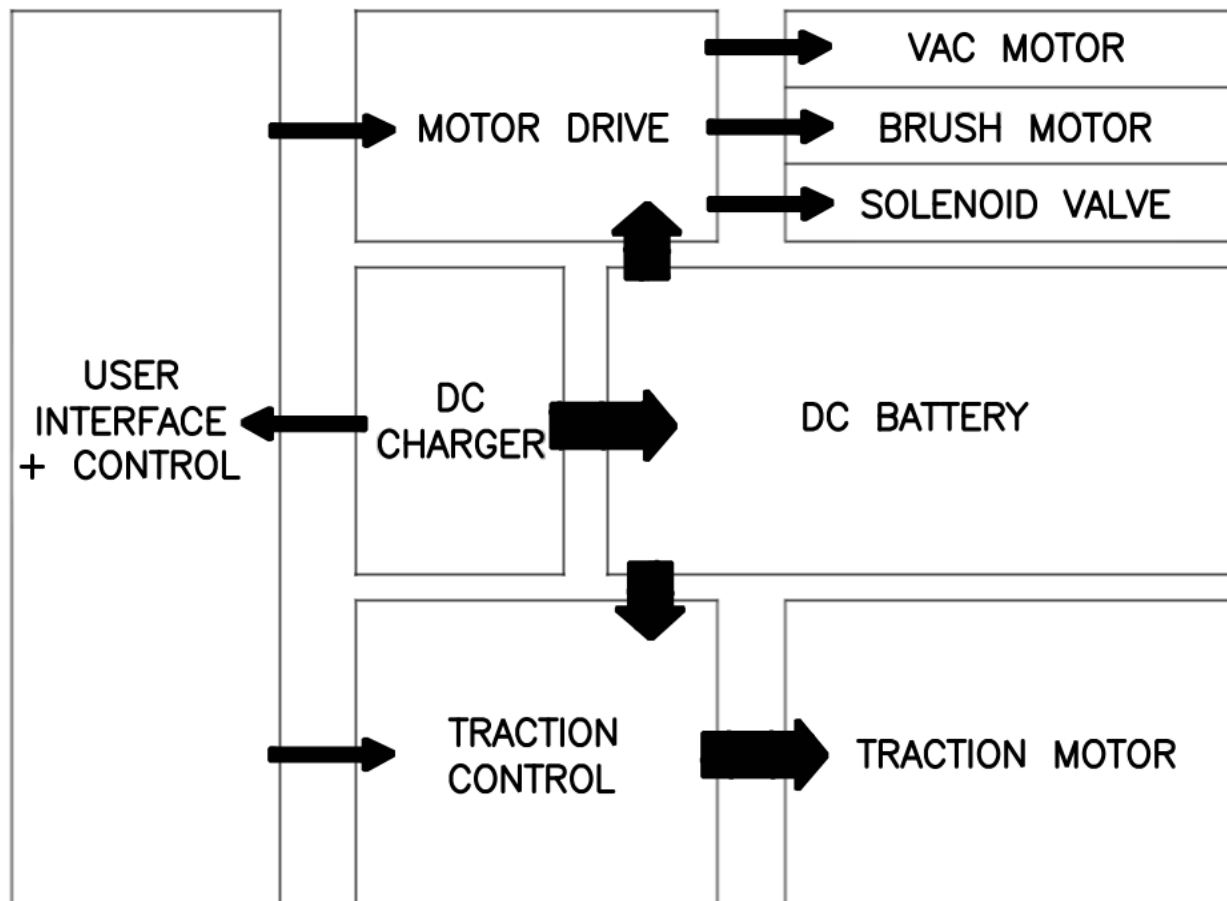 VAC MOTOR
MOTOR DRIVE
BRUSH MOTOR
SOLENOID VALVE
USER
INTERFACE
+ CONTROL
DC
CHARGER
DC BATTERY
TRACTION
CONTROL
TRACTION MOTOR